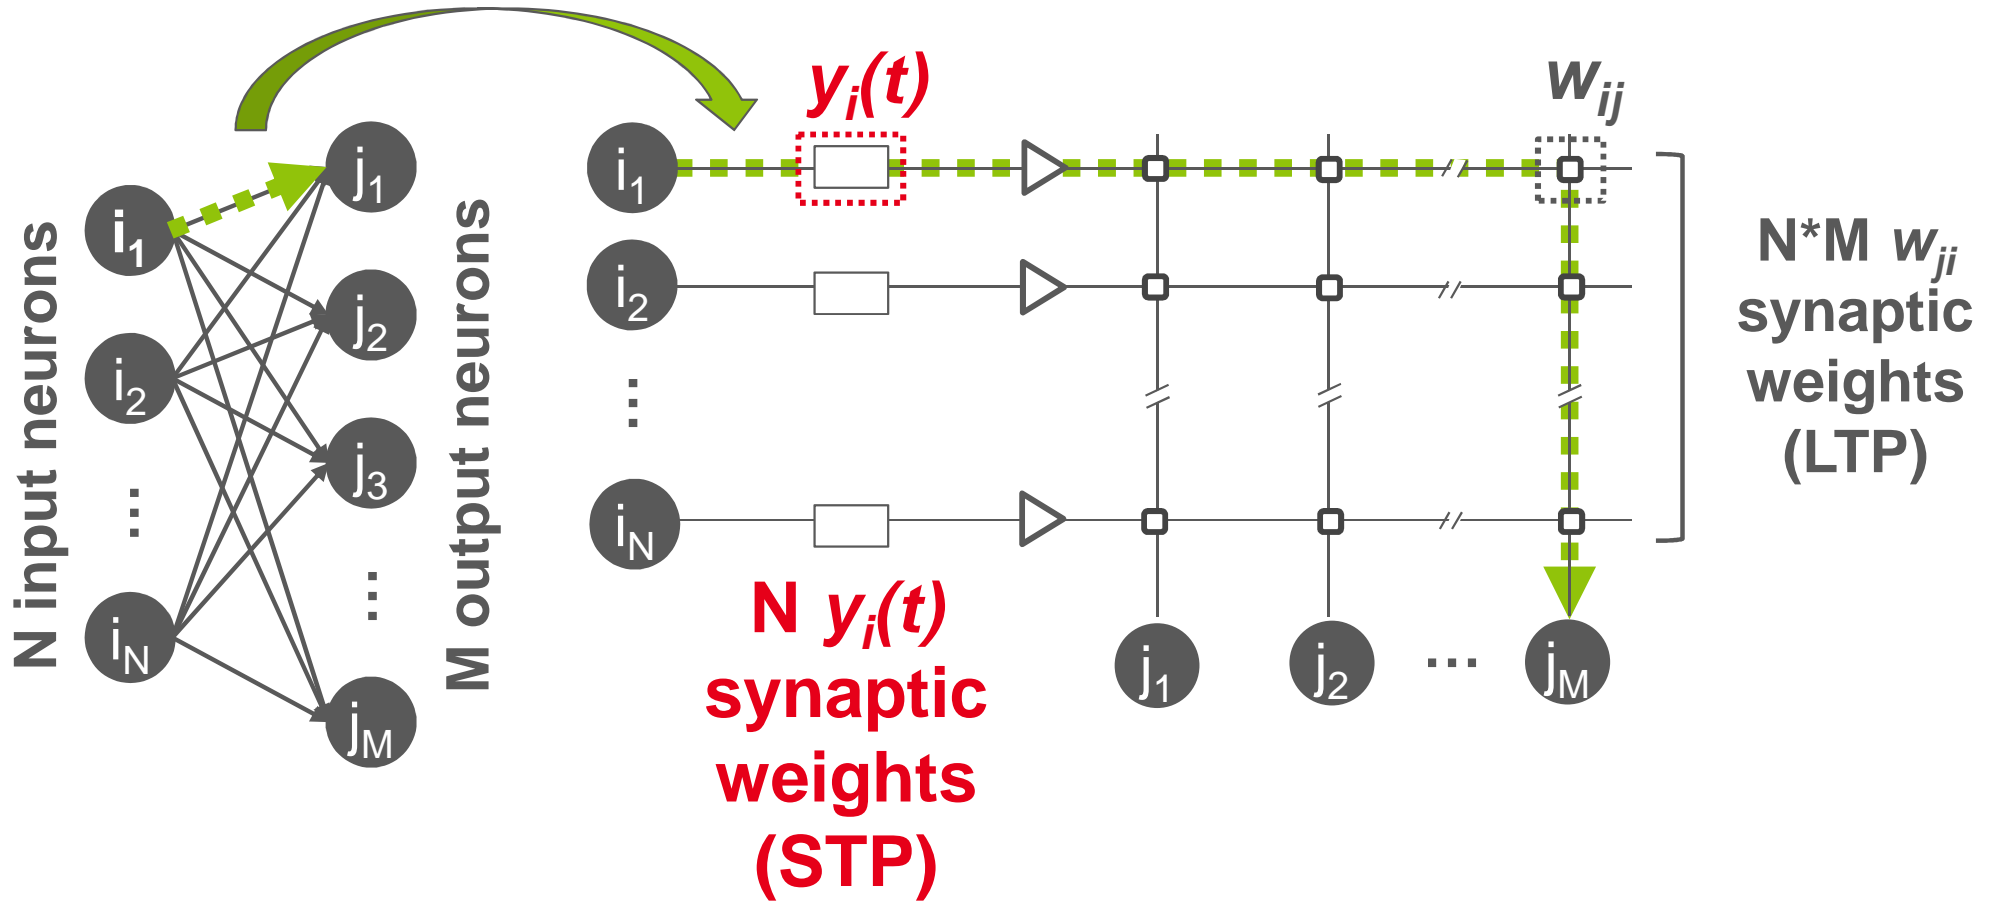 N input neurons
i1
i2
⋮
iN
j1
j2
j3
⋮
jM
M output neurons
yi(t)
wij
i1
i2
⋮
iN
N yi(t)
synaptic
weights
(STP)
j1
j2
...
jM
N*M wji
synaptic
weights
(LTP)